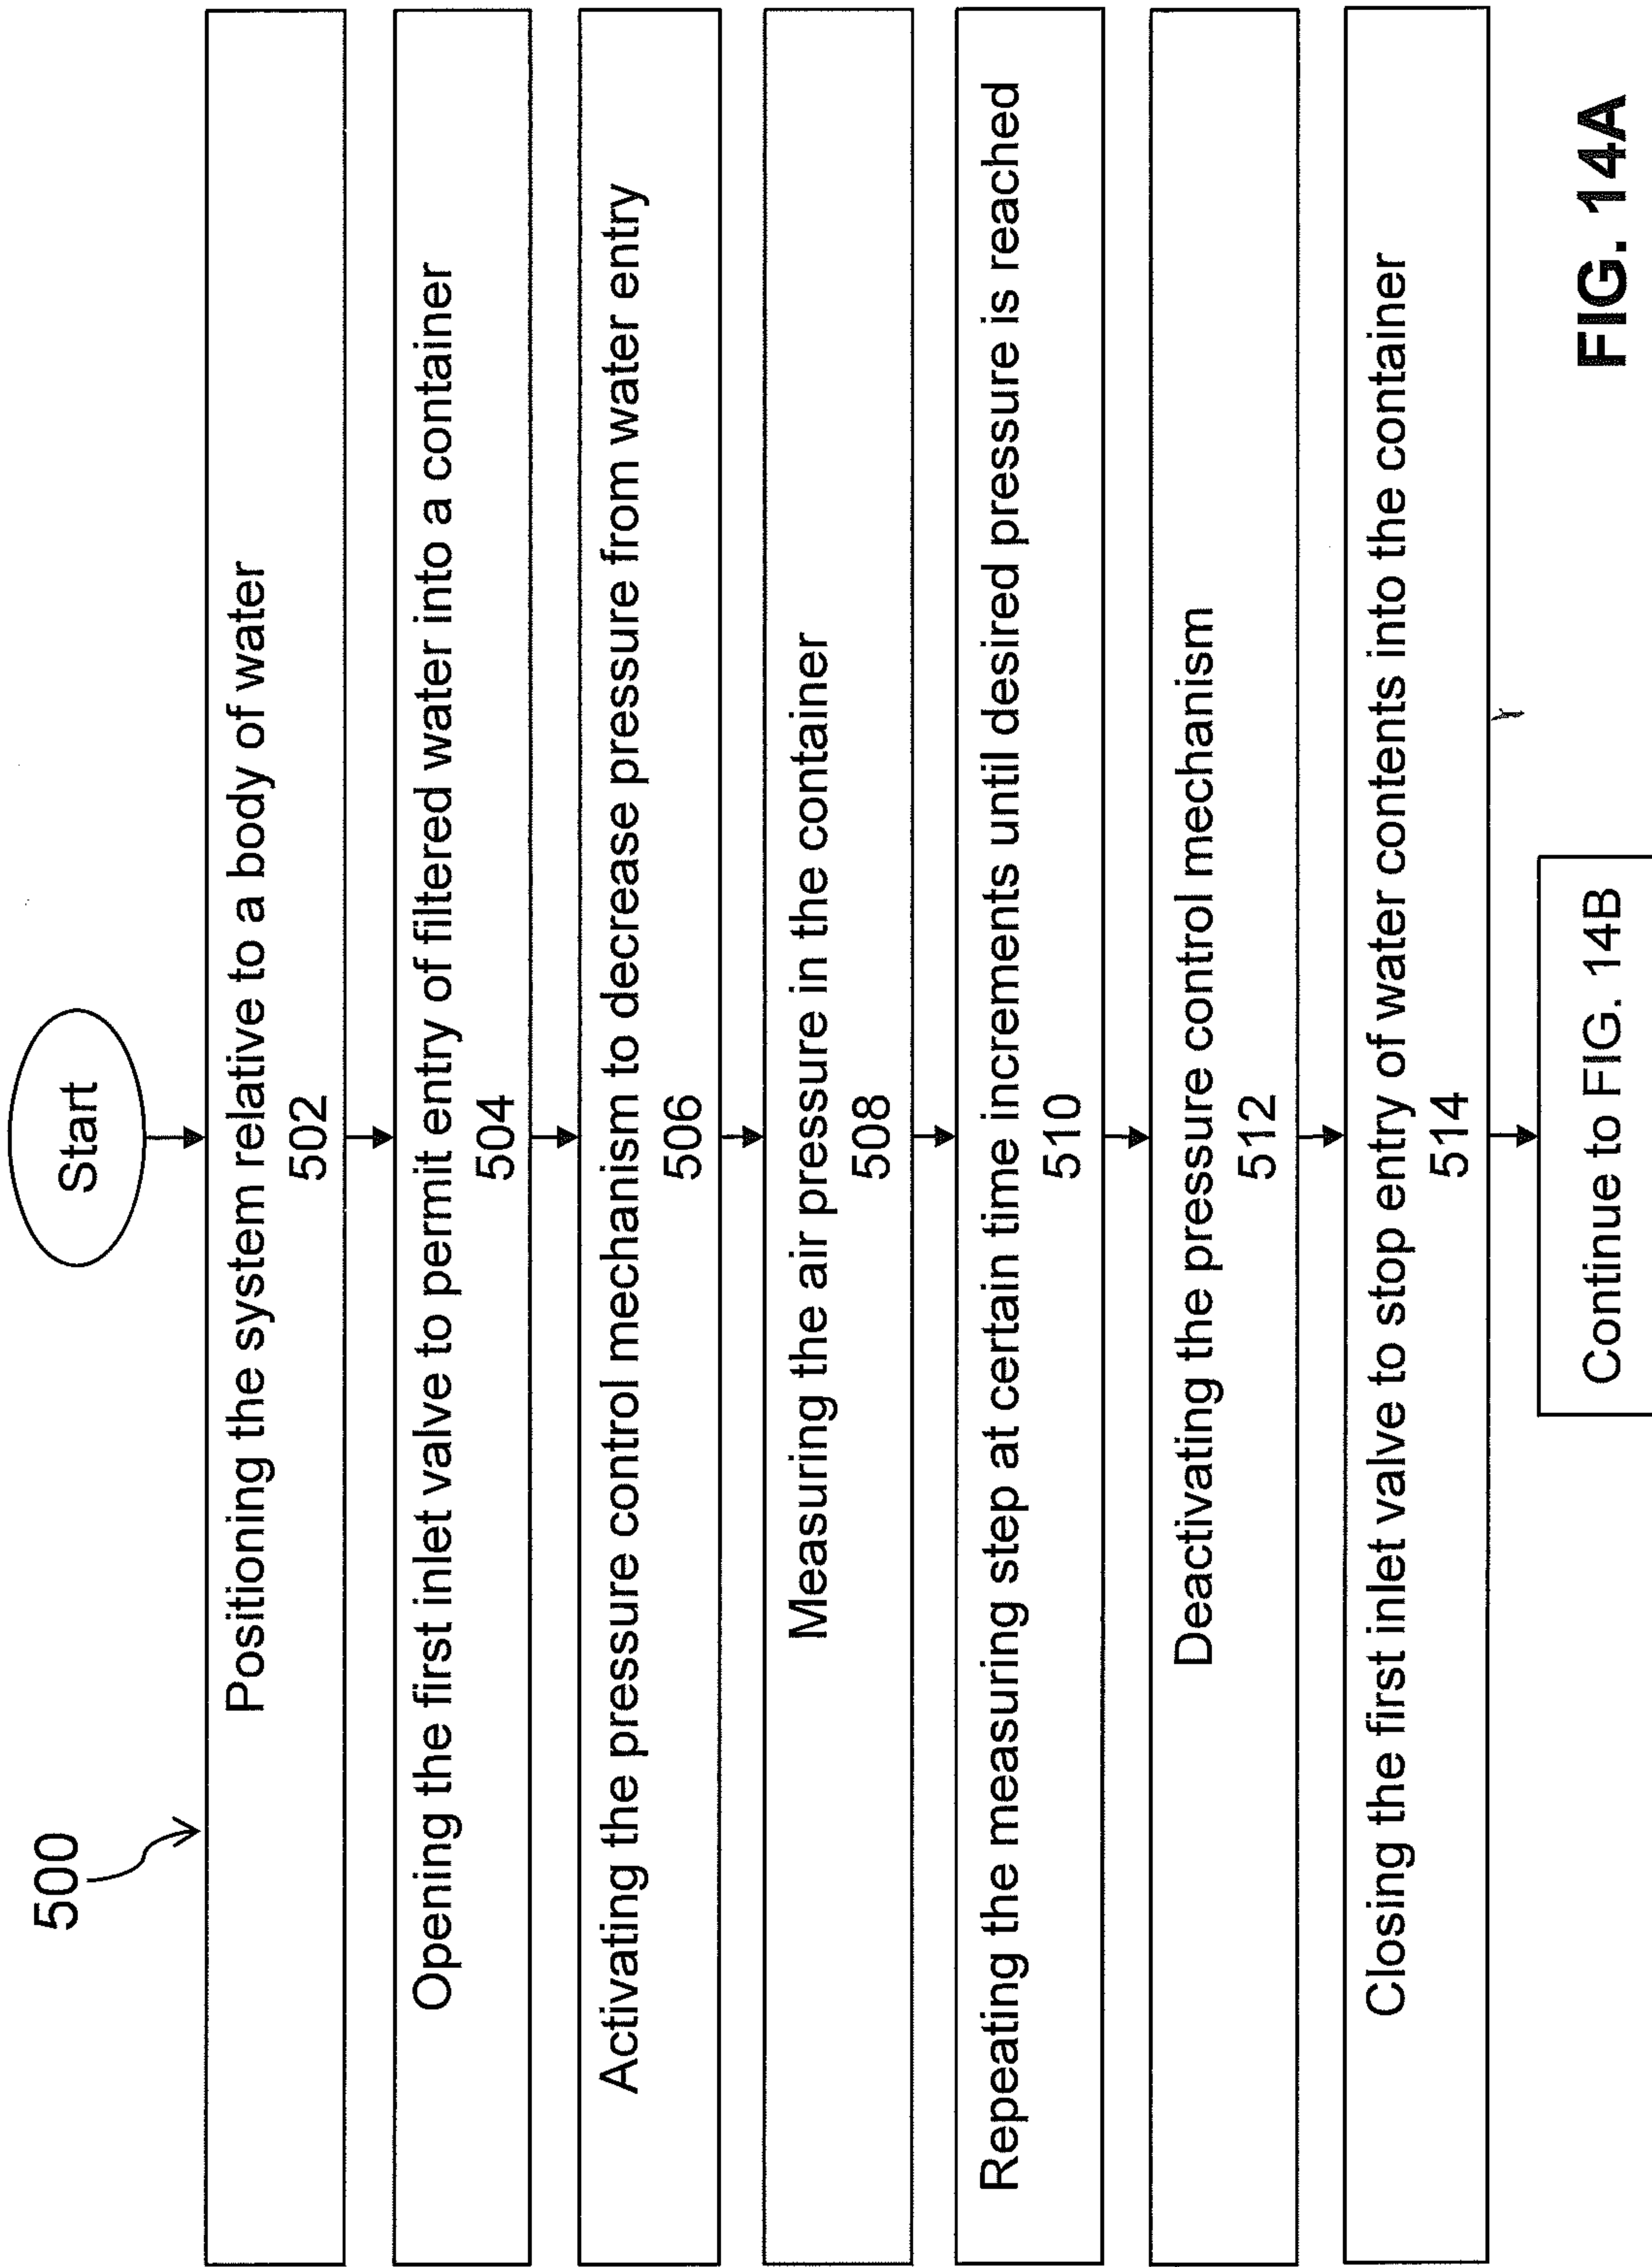 500
Start
Positioning the system relative to a body of water
502
Opening the first inlet valve to permit entry of filtered water into a container
504
Activating the pressure control mechanism to decrease pressure from water entry
506
Measuring the air pressure in the container
508
Repeating the measuring step at certain time increments until desired pressure is reached
510
Deactivating the pressure control mechanism
512
Closing the first inlet valve to stop entry of water contents into the container
514
Continue to FIG. 14B
FIG. 14A